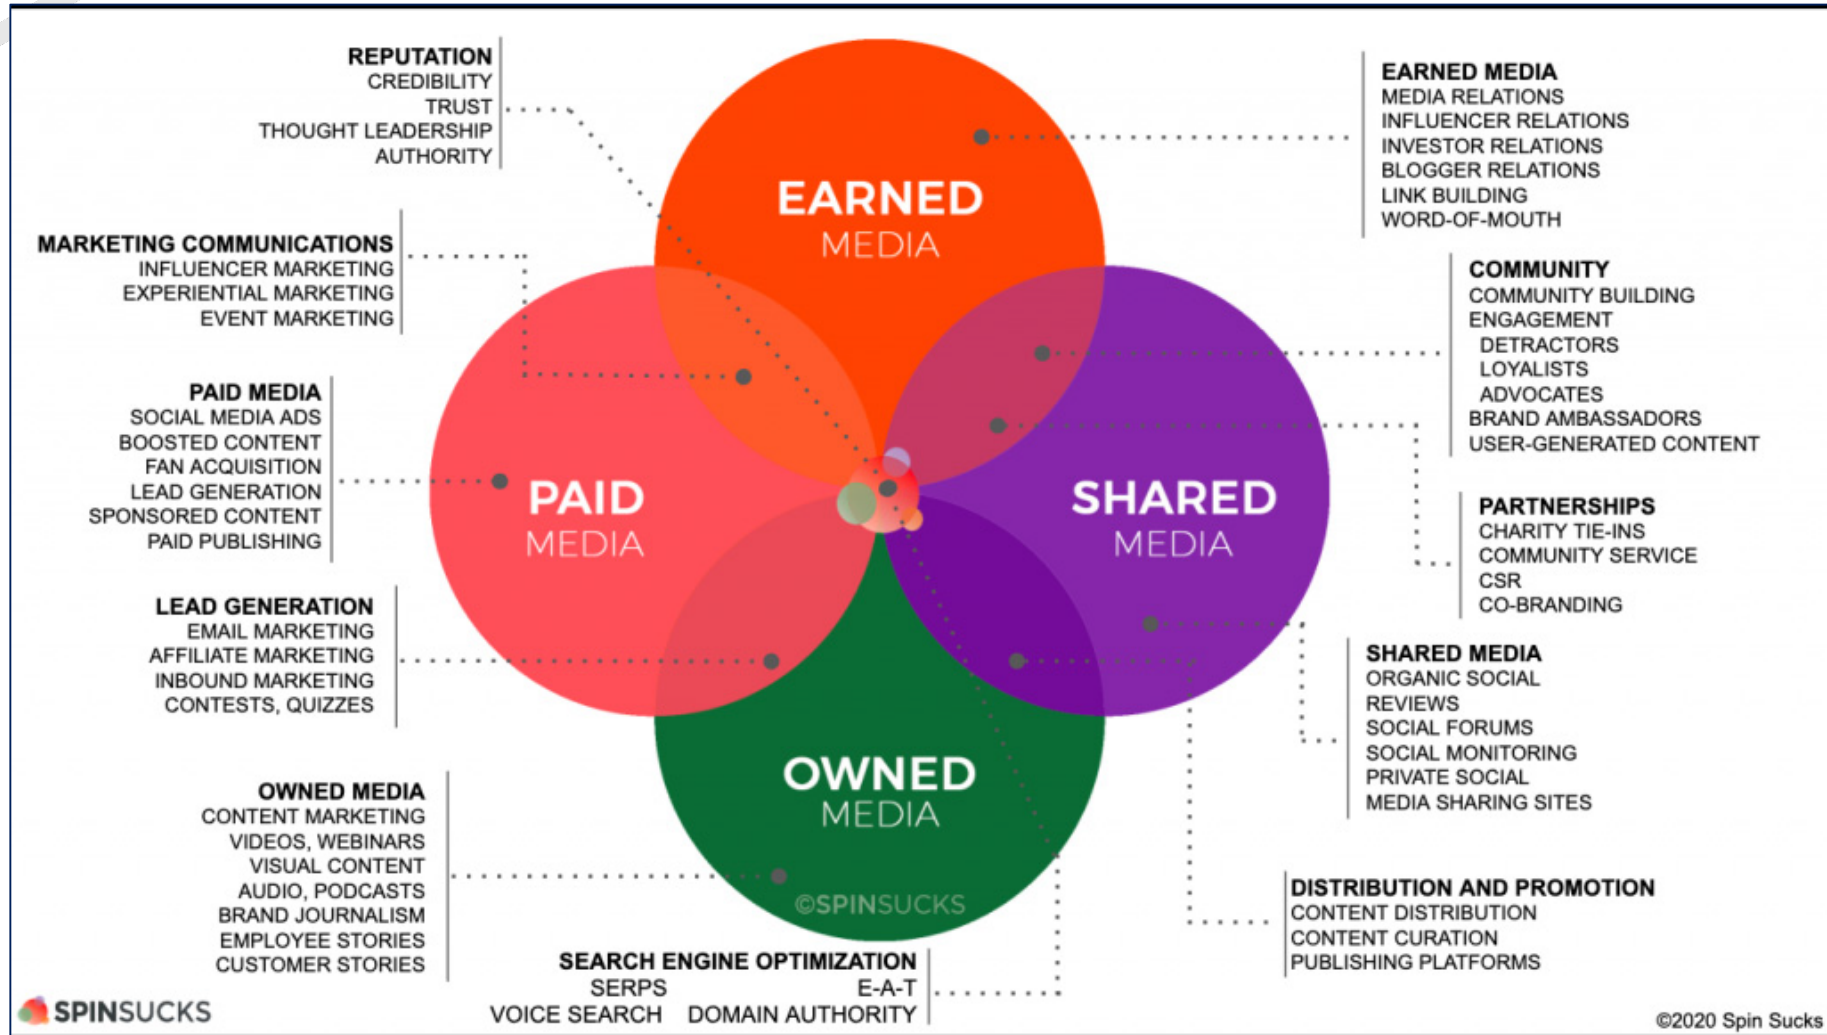 REPUTATION
CREDIBILITY
TRUST
THOUGHT LEADERSHIP
AUTHORITY
MARKETING COMMUNICATIONS
INFLUENCER MARKETING
EXPERIENTIAL MARKETING
EVENT MARKETING
PAID MEDIA
SOCIAL MEDIA ADS
BOOSTED CONTENT
FAN ACQUISITION
LEAD GENERATION
SPONSORED CONTENT
PAID PUBLISHING
LEAD GENERATION
EMAIL MARKETING
AFFILIATE MARKETING
INBOUND MARKETING
CONTESTS, QUIZZES
OWNED MEDIA
CONTENT MARKETING
VIDEOS, WEBINARS
VISUAL CONTENT
AUDIO, PODCASTS
BRAND JOURNALISM
EMPLOYEE STORIES
CUSTOMER STORIES
EARNED
MEDIA
PAID
MEDIA
SHARED
MEDIA
OWNED
MEDIA
©SPINSUCKS
SEARCH ENGINE OPTIMIZATION
SERPS E-A-T
VOICE SEARCH DOMAIN AUTHORITY
EARNED MEDIA
MEDIA RELATIONS
INFLUENCER RELATIONS
INVESTOR RELATIONS
BLOGGER RELATIONS
LINK BUILDING
WORD-OF-MOUTH
COMMUNITY
COMMUNITY BUILDING
ENGAGEMENT
DETRACTORS
LOYALISTS
ADVOCATES
BRAND AMBASSADORS
USER-GENERATED CONTENT
PARTNERSHIPS
CHARITY TIE-INS
COMMUNITY SERVICE
CSR
CO-BRANDING
SHARED MEDIA
ORGANIC SOCIAL
REVIEWS
SOCIAL FORUMS
SOCIAL MONITORING
PRIVATE SOCIAL
MEDIA SHARING SITES
DISTRIBUTION AND PROMOTION
CONTENT DISTRIBUTION
CONTENT CURATION
PUBLISHING PLATFORMS
SPINSUCKS
©2020 Spin Sucks